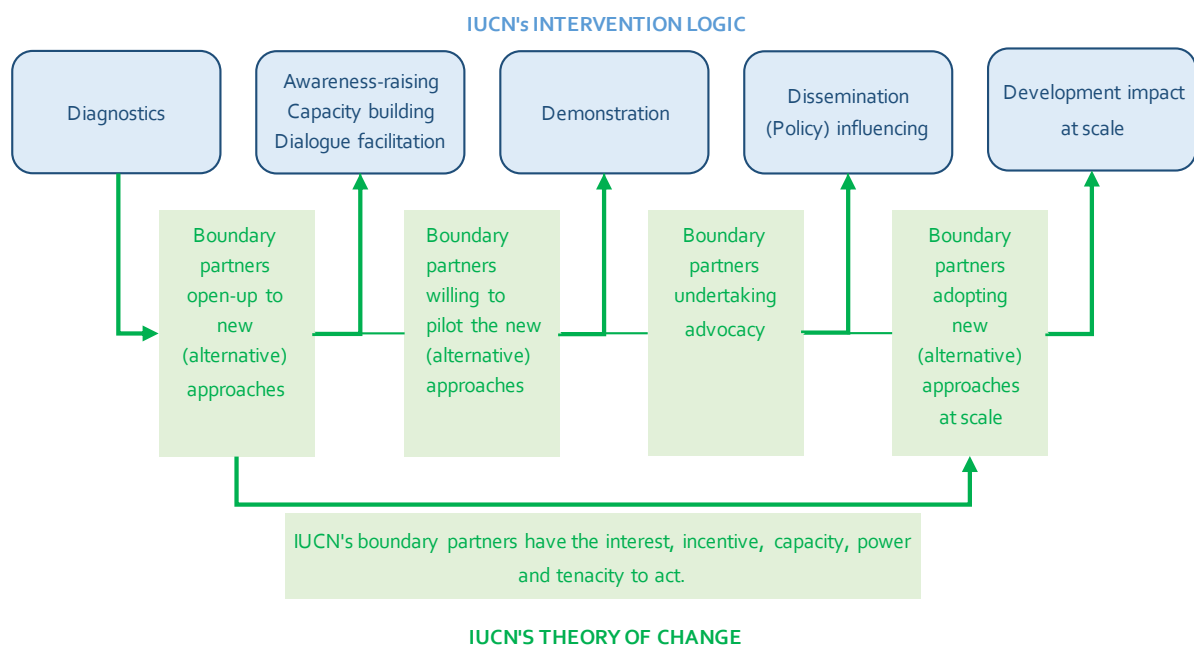 IUCN's INTERVENTION LOGIC
Diagnostics
Awareness-raising
Capacity building
Dialogue facilitation
Demonstration
Dissemination
(Policy) influencing
Development impact
at scale
Boundary
partners
open-up to
new
(alternative)
approaches
Boundary
partners
willing to
pilot the new
(alternative)
approaches
Boundary
partners
undertaking
advocacy
Boundary
partners
adopting
new
(alternative)
approaches
at scale
IUCN's boundary partners have the interest, incentive, capacity, power
and tenacity to act.
IUCN'S THEORY OF CHANGE